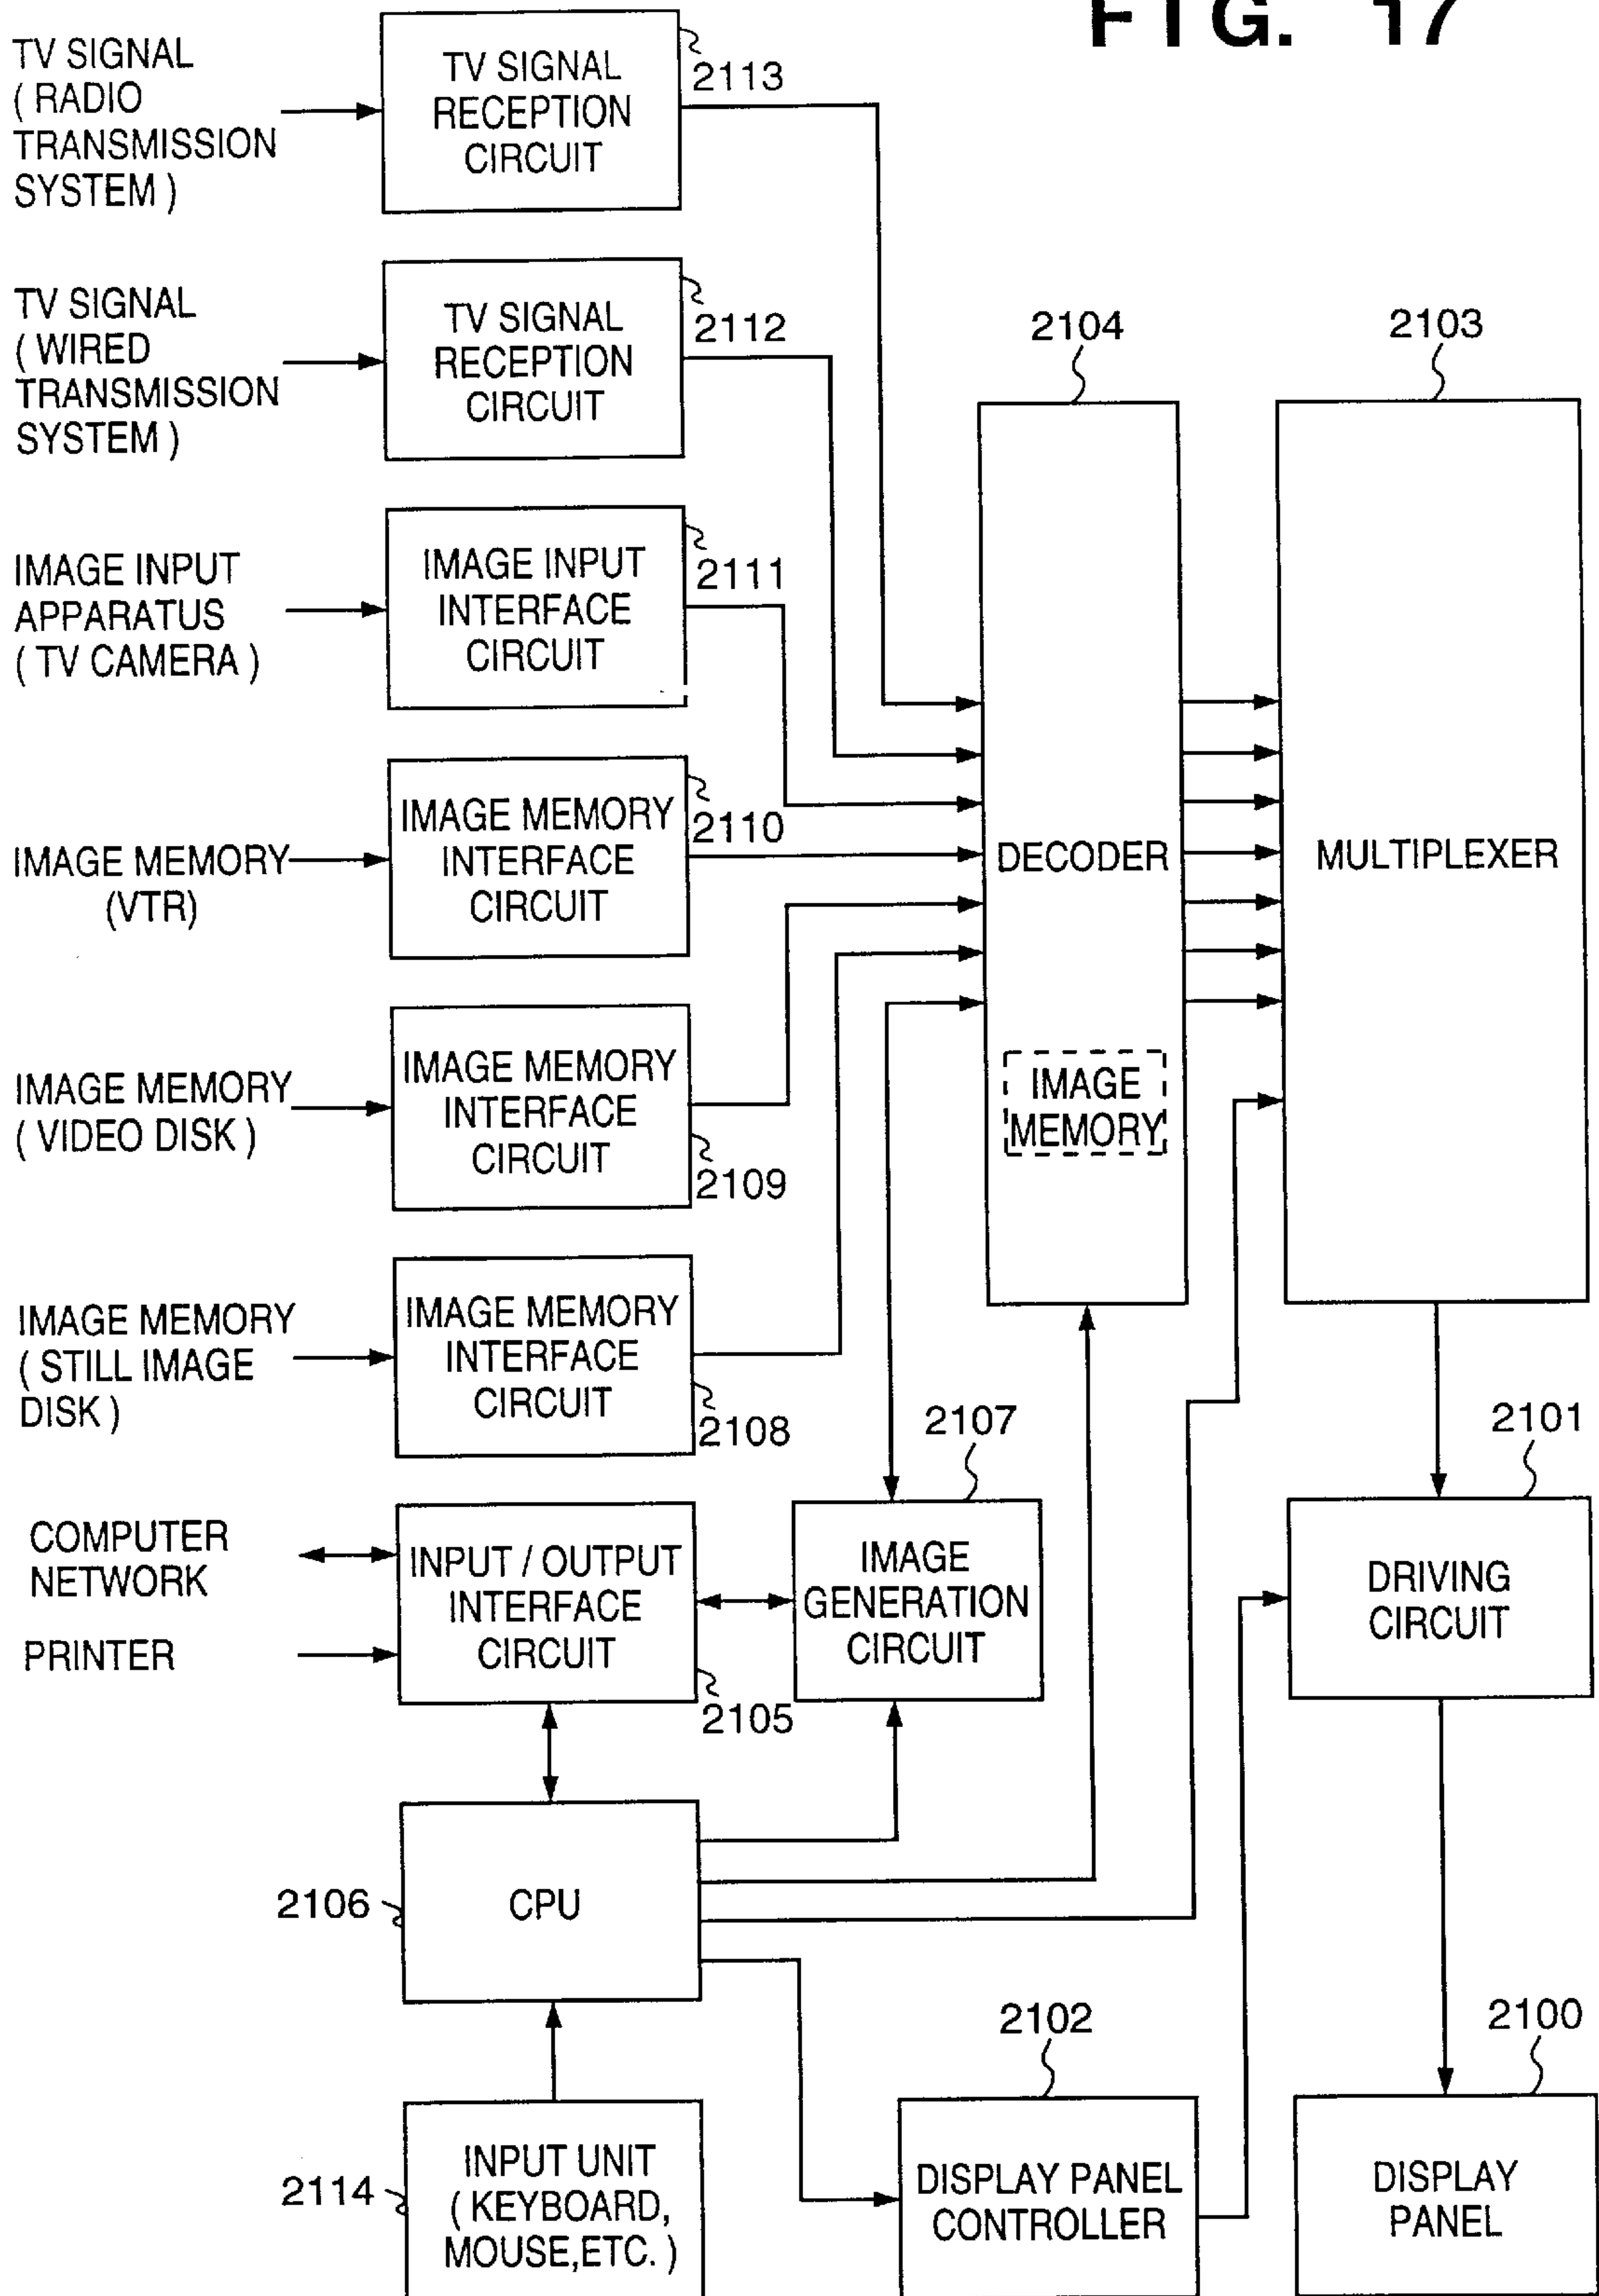 FIG. 17
TV SIGNAL
( RADIO
TRANSMISSION
SYSTEM )
TV SIGNAL
RECEPTION
CIRCUIT
2113
TV SIGNAL
( WIRED
TRANSMISSION
SYSTEM )
TV SIGNAL
RECEPTION
CIRCUIT
2112
2104
2103
IMAGE INPUT
APPARATUS
( TV CAMERA )
IMAGE INPUT
INTERFACE
CIRCUIT
2111
IMAGE MEMORY
(VTR)
IMAGE MEMORY
INTERFACE
CIRCUIT
2110
DECODER
MULTIPLEXER
IMAGE MEMORY
( VIDEO DISK )
IMAGE MEMORY
INTERFACE
CIRCUIT
2109
IMAGE
MEMORY
IMAGE MEMORY
( STILL IMAGE
DISK )
IMAGE MEMORY
INTERFACE
CIRCUIT
2108
2107
2101
COMPUTER
NETWORK
PRINTER
INPUT / OUTPUT
INTERFACE
CIRCUIT
2105
IMAGE
GENERATION
CIRCUIT
DRIVING
CIRCUIT
2106
CPU
2102
2100
2114
INPUT UNIT
( KEYBOARD,
MOUSE,ETC. )
DISPLAY PANEL
CONTROLLER
DISPLAY
PANEL